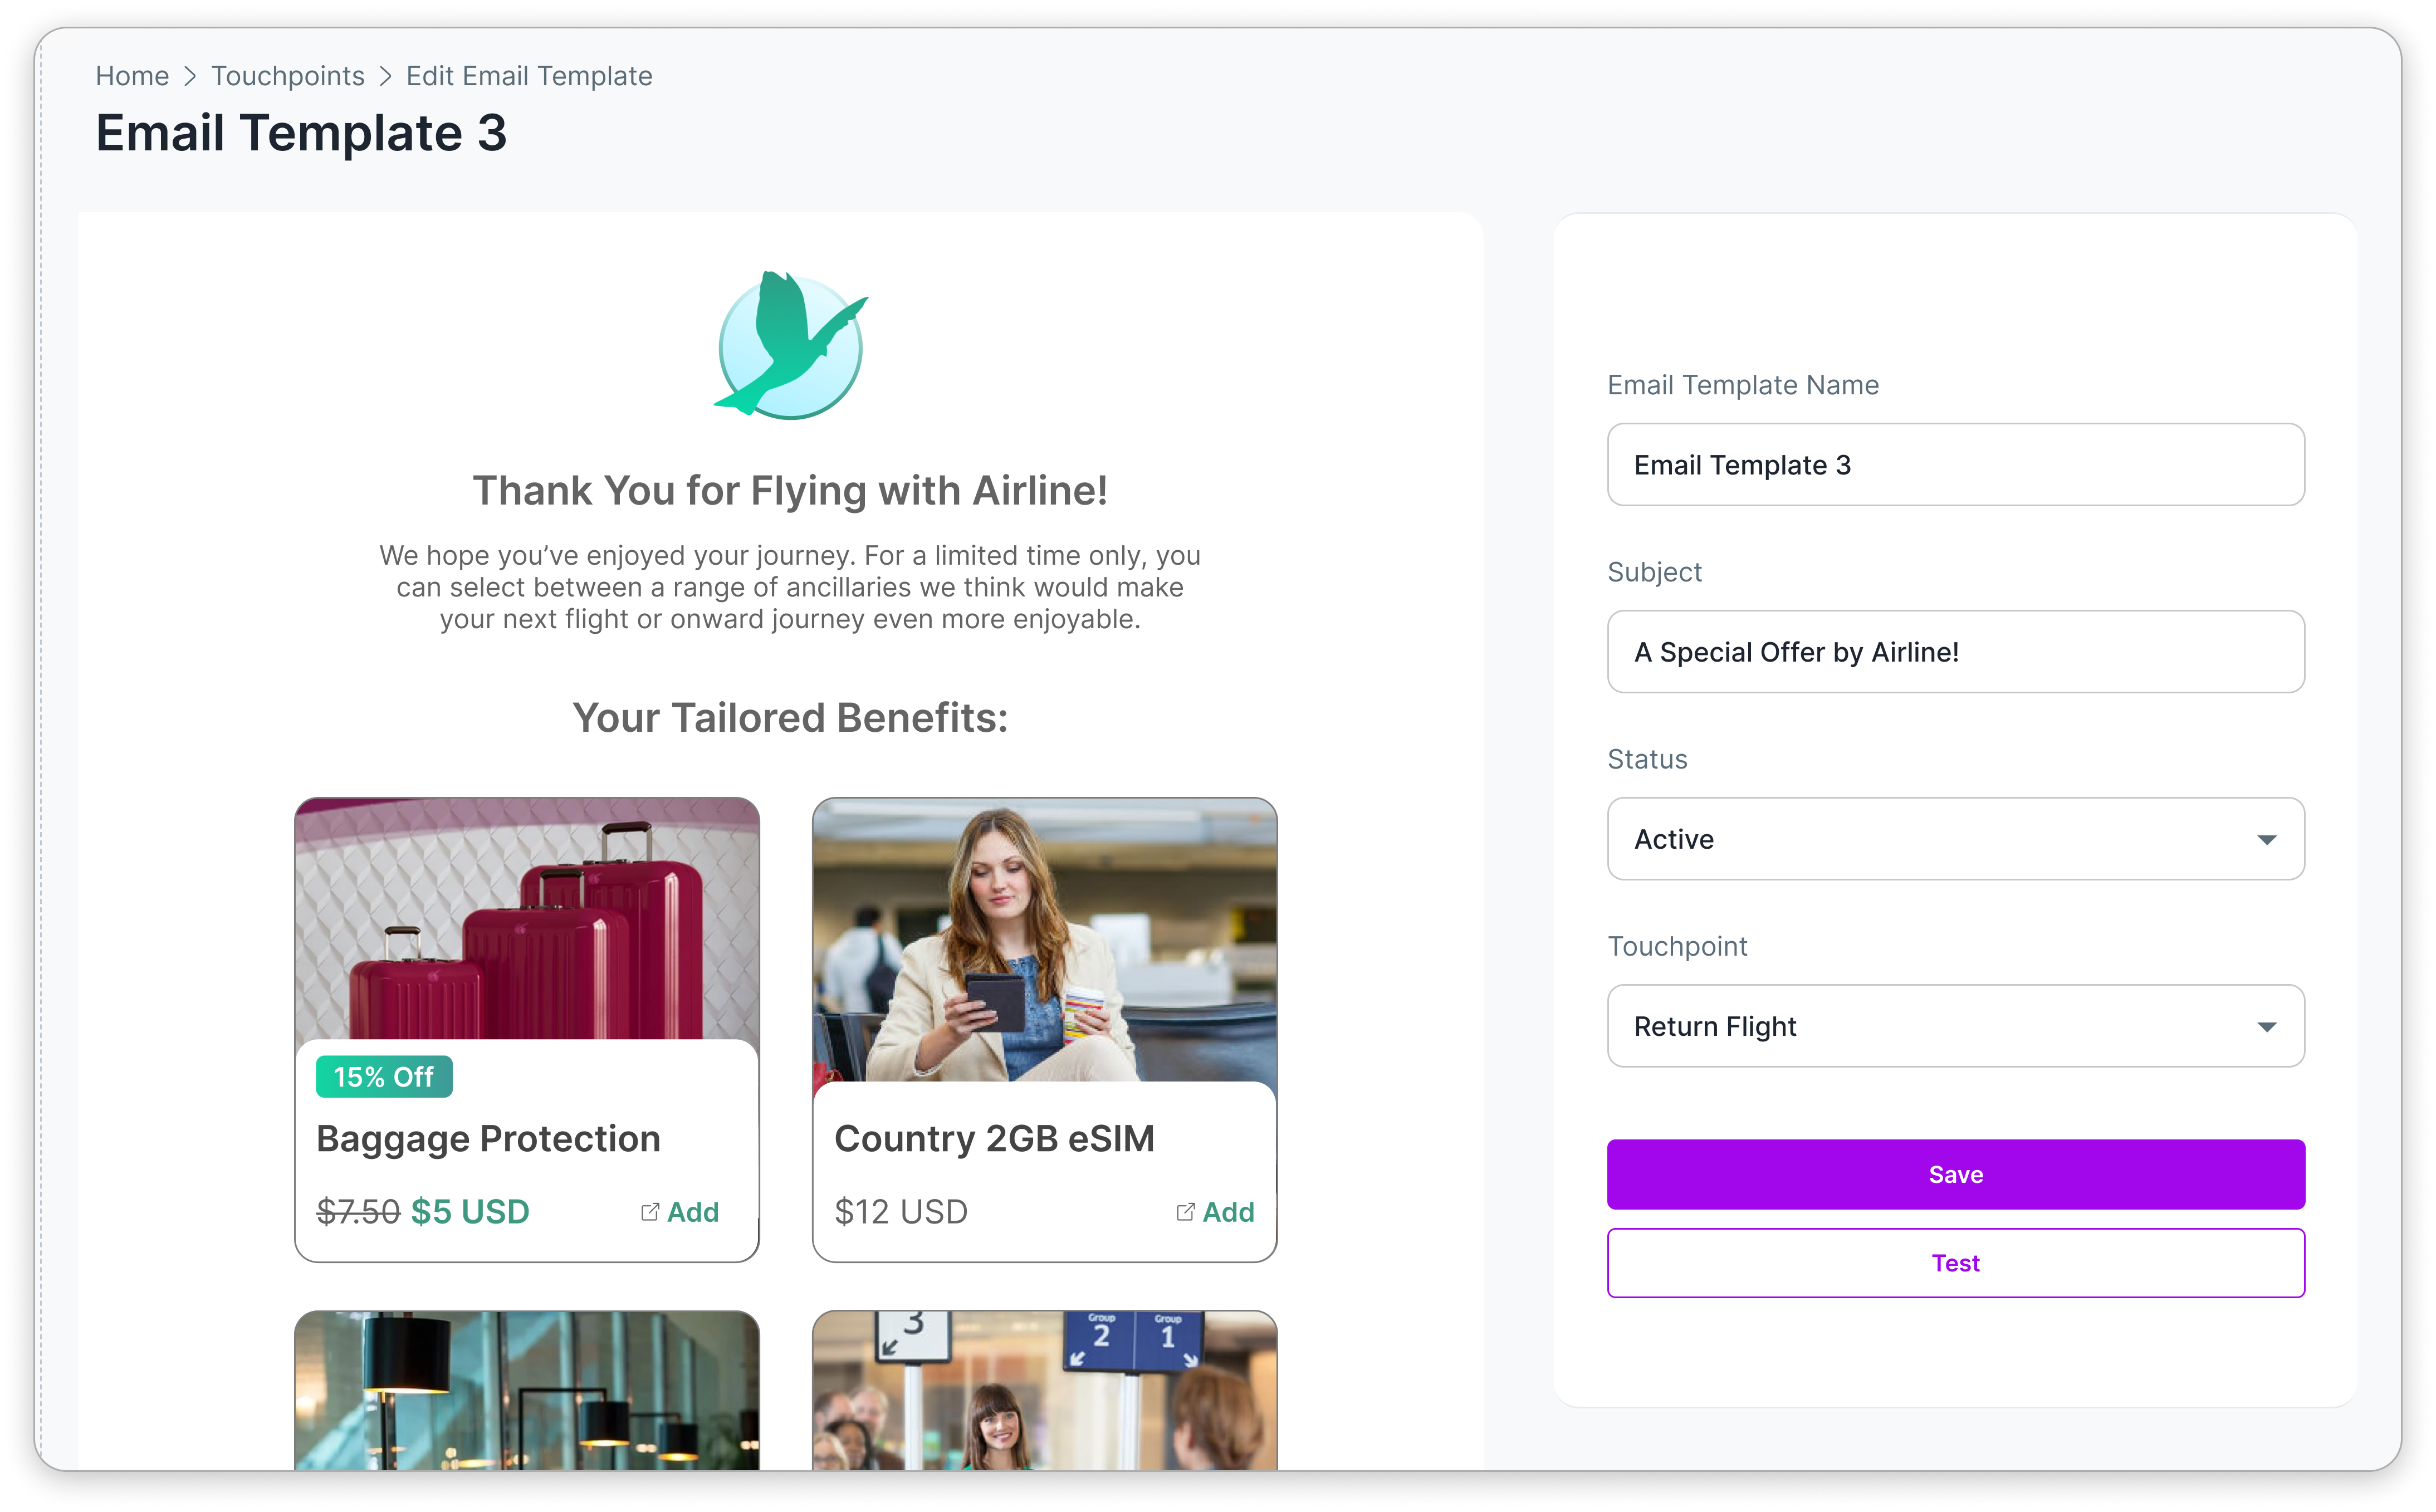 Home > Touchpoints > Edit Email Template
Email Template 3
Thank You for Flying with Airline!
We hope you’ve enjoyed your journey. For a limited time only, you
can select between a range of ancillaries we think would make
your next flight or onward journey even more enjoyable.
Your Tailored Benefits:
15% Off
Baggage Protection
$7.50 $5 USD Add
Country 2GB eSIM
$12 USD Add
3
Group Group
2 1
Email Template Name
Email Template 3
Subject
A Special Offer by Airline!
Status
Active
Touchpoint
Return Flight
Save
Test